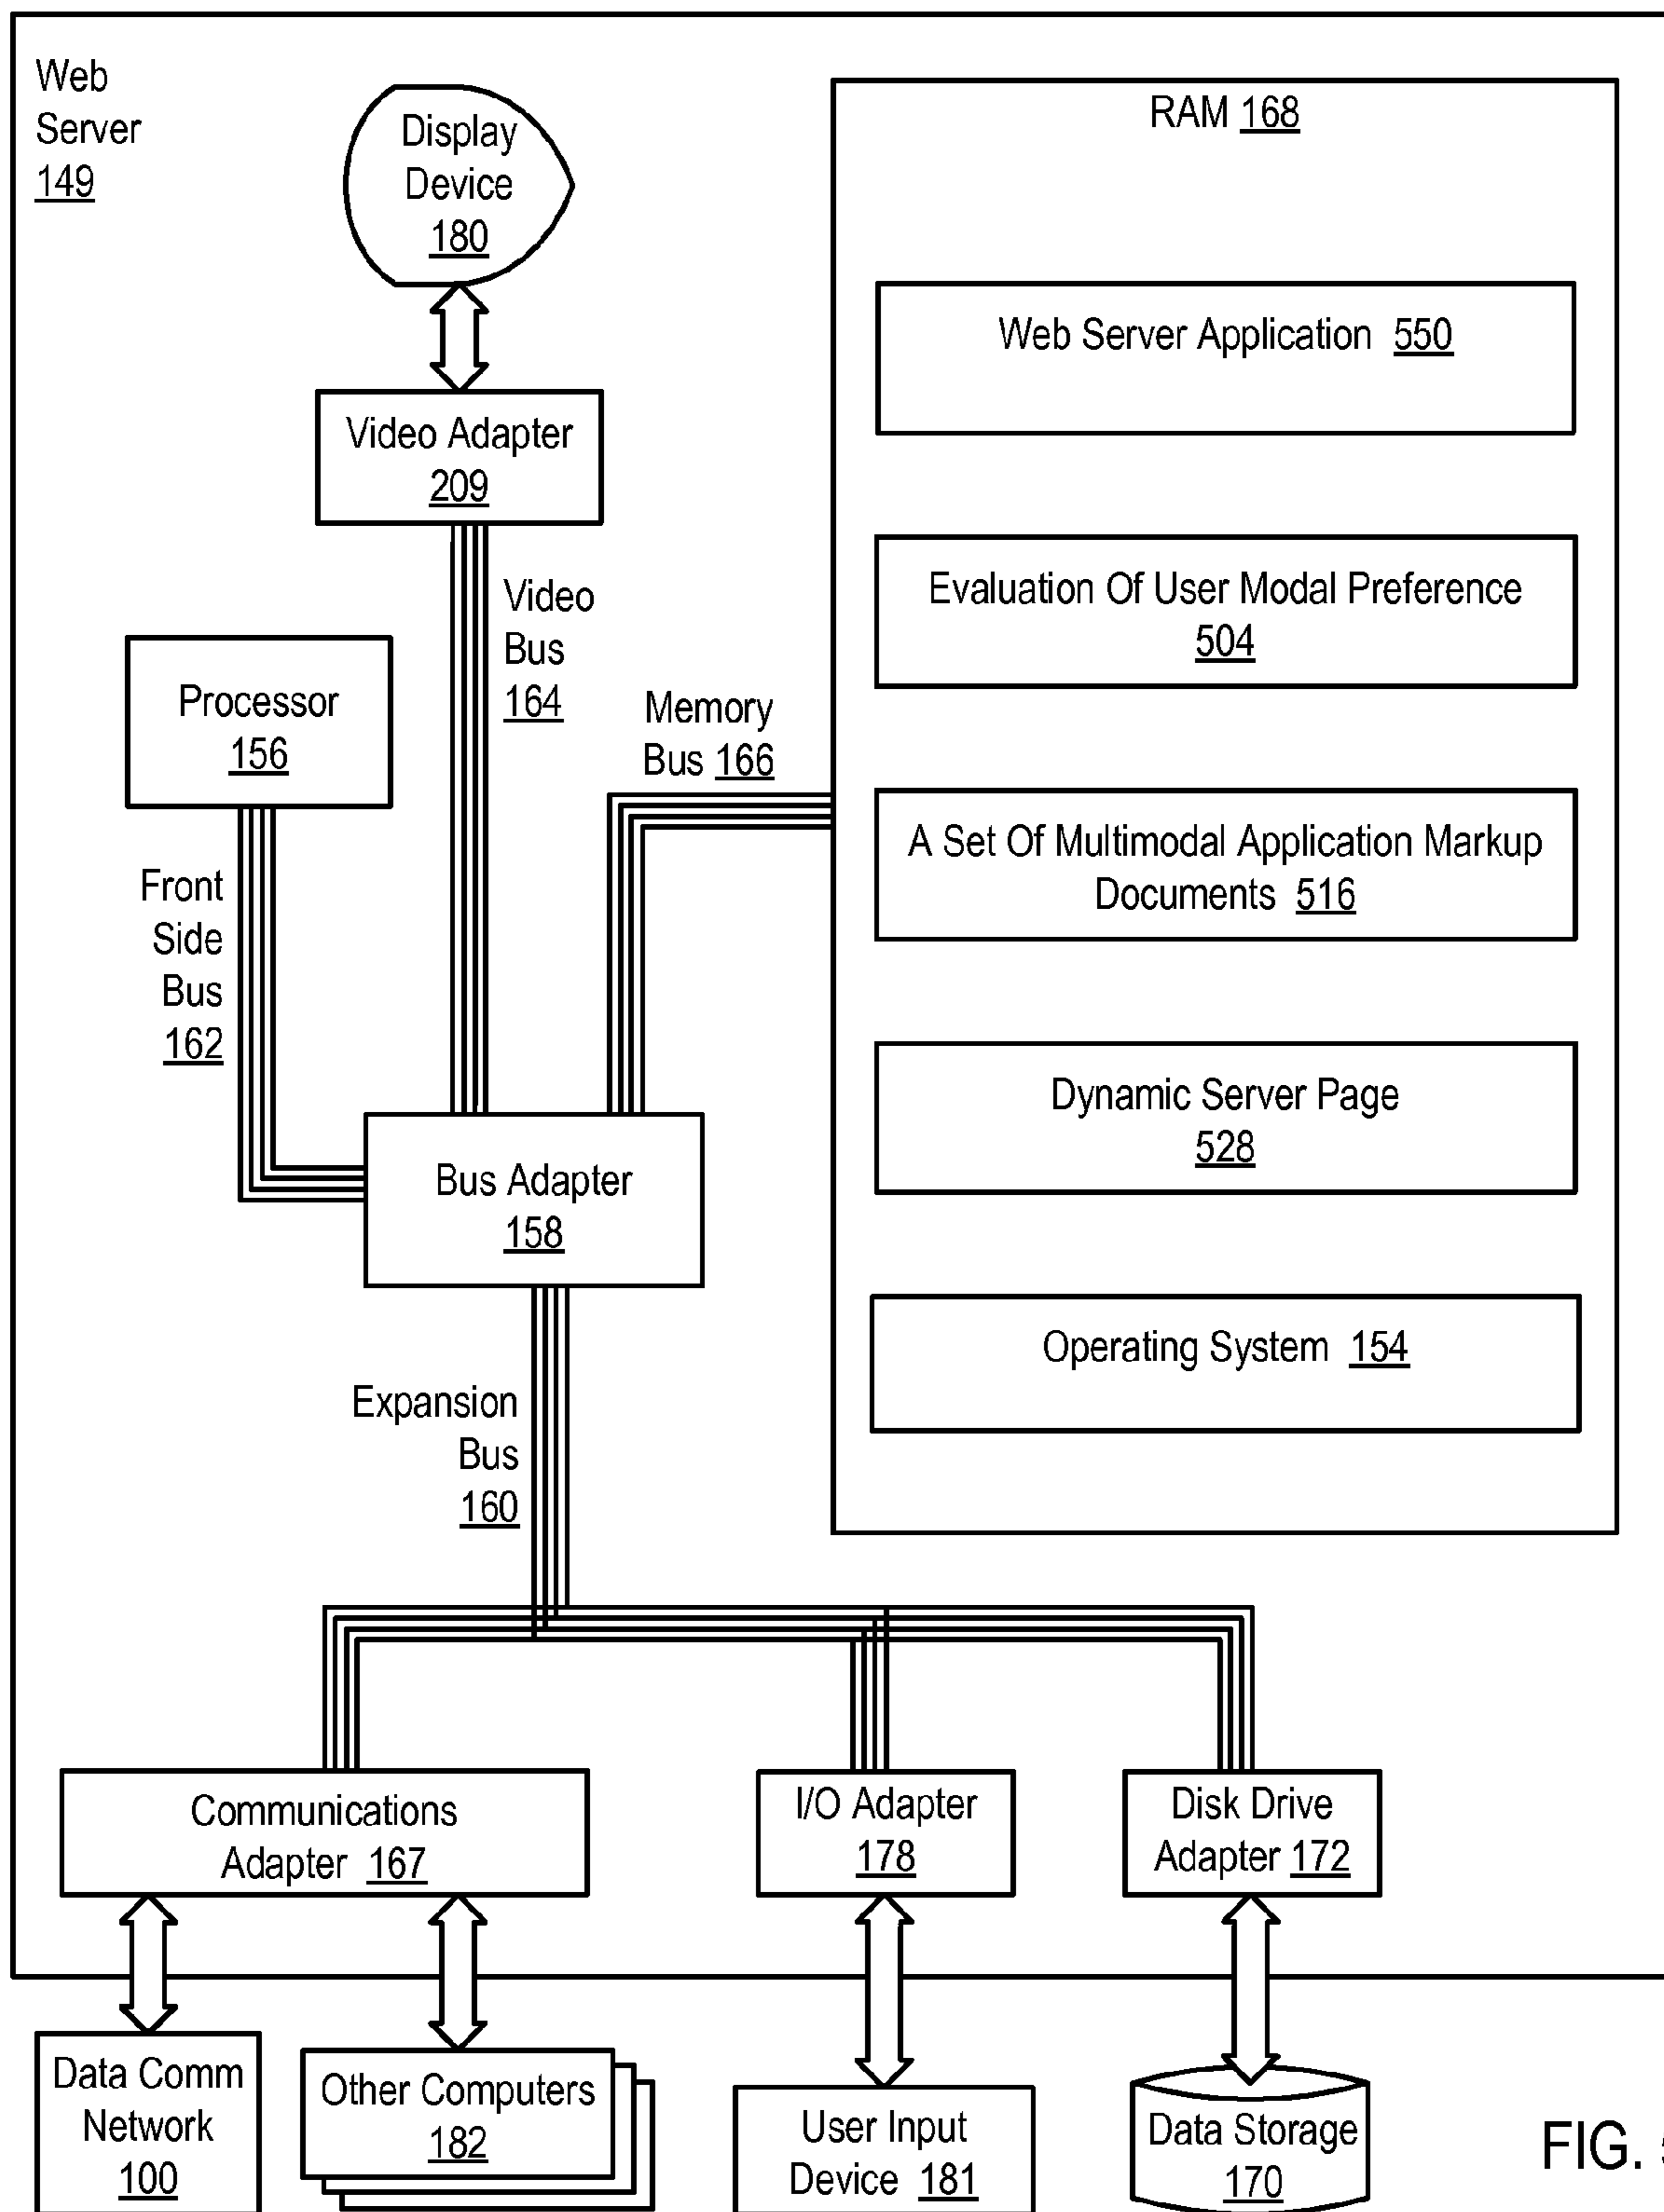 Web
Server
149
Display
Device
180
RAM 168
Web Server Application 550
Video Adapter
209
Evaluation Of User Modal Preference
504
Video
Bus
164
Processor
156
Memory
Bus 166
A Set Of Multimodal Application Markup
Documents 516
Front
Side
Bus
162
Dynamic Server Page
528
Bus Adapter
158
Operating System 154
Expansion
Bus
160
Communications
Adapter 167
I/O Adapter
178
Disk Drive
Adapter 172
Data Comm
Network
100
Other Computers
182
User Input
Device 181
Data Storage
170
FIG. 5